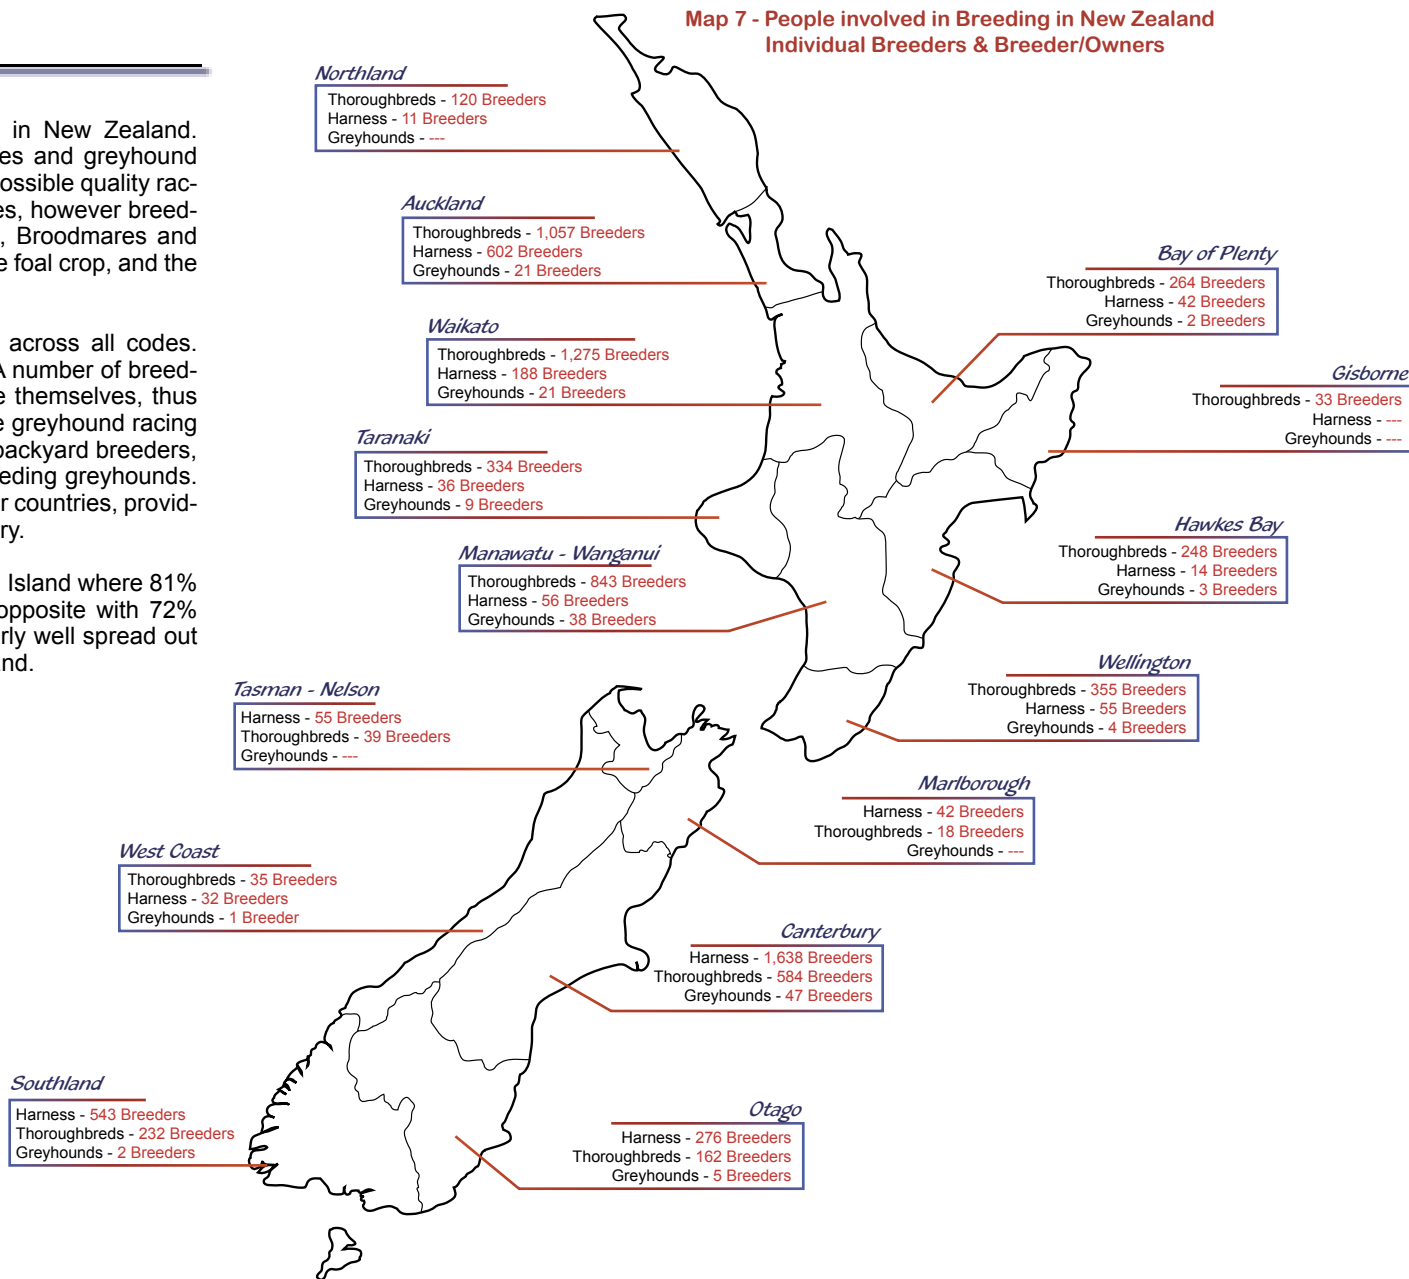 Map 7 - People involved in Breeding in New Zealand
Individual Breeders & Breeder/Owners
in New Zealand.
es and greyhound
ossible quality rac-
es, however breed-
, Broodmares and
e foal crop, and the
across all codes.
A number of breed-
e themselves, thus
e greyhound racing
backyard breeders,
eding greyhounds.
r countries, provid-
ry.
Island where 81%
opposite with 72%
rly well spread out
and.
Northland
Thoroughbreds - 120 Breeders
Harness - 11 Breeders
Greyhounds - ---
Auckland
Thoroughbreds - 1,057 Breeders
Harness - 602 Breeders
Greyhounds - 21 Breeders
Bay of Plenty
Thoroughbreds - 264 Breeders
Harness - 42 Breeders
Greyhounds - 2 Breeders
Waikato
Thoroughbreds - 1,275 Breeders
Harness - 188 Breeders
Greyhounds - 21 Breeders
Gisborne
Thoroughbreds - 33 Breeders
Harness - ---
Greyhounds - ---
Taranaki
Thoroughbreds - 334 Breeders
Harness - 36 Breeders
Greyhounds - 9 Breeders
Hawkes Bay
Thoroughbreds - 248 Breeders
Harness - 14 Breeders
Greyhounds - 3 Breeders
Manawatu - Wanganui
Thoroughbreds - 843 Breeders
Harness - 56 Breeders
Greyhounds - 38 Breeders
Wellington
Thoroughbreds - 355 Breeders
Harness - 55 Breeders
Greyhounds - 4 Breeders
Tasman - Nelson
Harness - 55 Breeders
Thoroughbreds - 39 Breeders
Greyhounds - ---
Marlborough
Harness - 42 Breeders
Thoroughbreds - 18 Breeders
Greyhounds - ---
West Coast
Thoroughbreds - 35 Breeders
Harness - 32 Breeders
Greyhounds - 1 Breeder
Canterbury
Harness - 1,638 Breeders
Thoroughbreds - 584 Breeders
Greyhounds - 47 Breeders
Southland
Harness - 543 Breeders
Thoroughbreds - 232 Breeders
Greyhounds - 2 Breeders
Otago
Harness - 276 Breeders
Thoroughbreds - 162 Breeders
Greyhounds - 5 Breeders